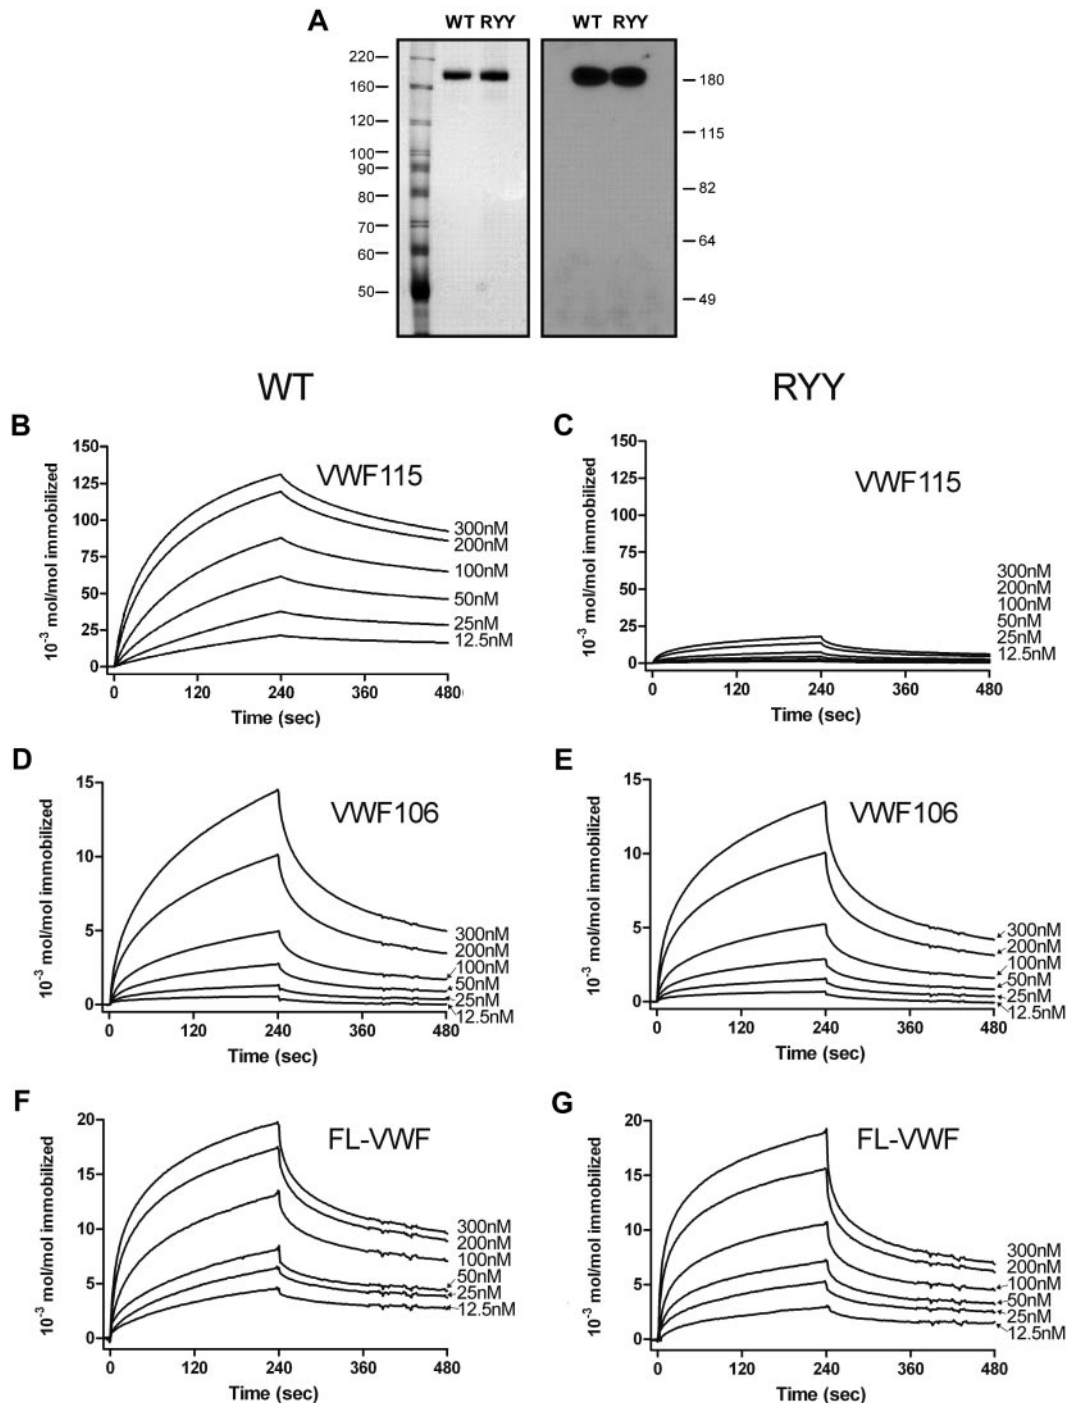 A
WT RYY
WT RYY
220
160
120
100
90
80
70
60
50
180
115
82
64
49
WT
RYY
B
VWF115
10⁻³ mol/mol immobilized
150
125
100
75
50
25
0
300nM
200nM
100nM
50nM
25nM
12.5nM
0 120 240 360 480
Time (sec)
C
VWF115
10⁻³ mol/mol immobilized
150
125
100
75
50
25
0
300nM
200nM
100nM
50nM
25nM
12.5nM
0 120 240 360 480
Time (sec)
D
VWF106
10⁻³ mol/mol immobilized
15
10
5
0
300nM
200nM
100nM
50nM
25nM
12.5nM
0 120 240 360 480
Time (sec)
E
VWF106
10⁻³ mol/mol immobilized
15
10
5
0
300nM
200nM
100nM
50nM
25nM
12.5nM
0 120 240 360 480
Time (sec)
F
FL-VWF
10⁻³ mol/mol immobilized
20
15
10
5
0
300nM
200nM
100nM
50nM
25nM
12.5nM
0 120 240 360 480
Time (sec)
G
FL-VWF
10⁻³ mol/mol immobilized
20
15
10
5
0
300nM
200nM
100nM
50nM
25nM
12.5nM
0 120 240 360 480
Time (sec)